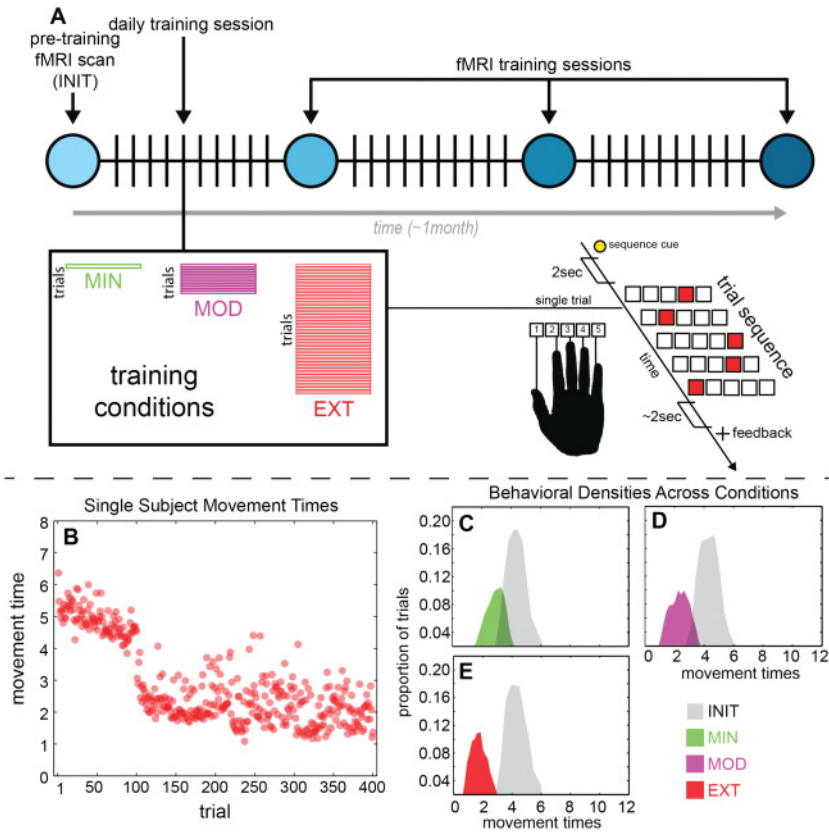 A
pre-training
fMRI scan
(INIT)
daily training session
fMRI training sessions
time (~1month)
trials
MIN
trials
MOD
trials
EXT
training
conditions
single trial
1 2 3 4 5
sequence cue
2sec
trial sequence
time
~2sec
feedback
Single Subject Movement Times
B
8
7
6
5
4
3
2
1
0
movement time
1 50 100 150 200 250 300 350 400
trial
Behavioral Densities Across Conditions
C
0.20
0.16
0.12
0.08
0.04
proportion of trials
D
0 2 4 6 8 10 12
movement times
E
0.20
0.16
0.12
0.08
0.04
0 2 4 6 8 10 12
movement times
INIT
MIN
MOD
EXT